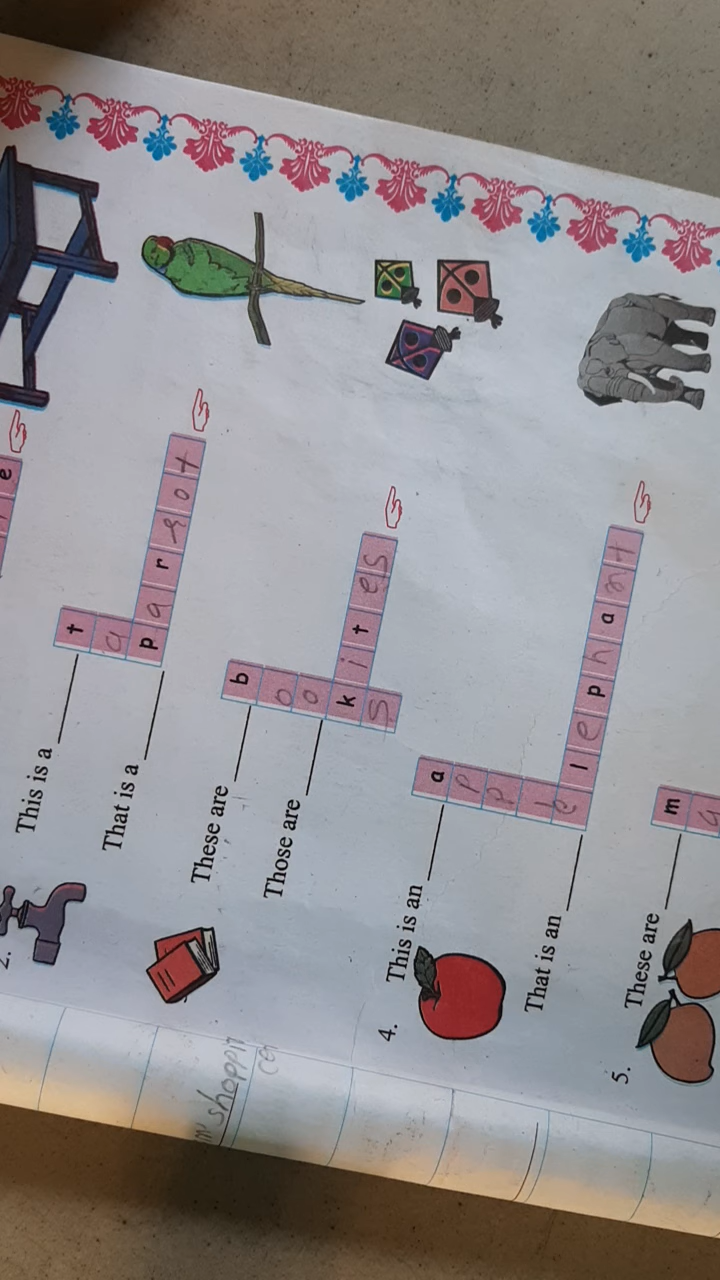 2.
This is a
t
a
p a r r o t
That is a
These are
b
o
o
k i t e s
s
Those are
4.
This is an
a
p
p
l
e l e p h a n t
That is an
5.
These are
m
a
e
shoppin